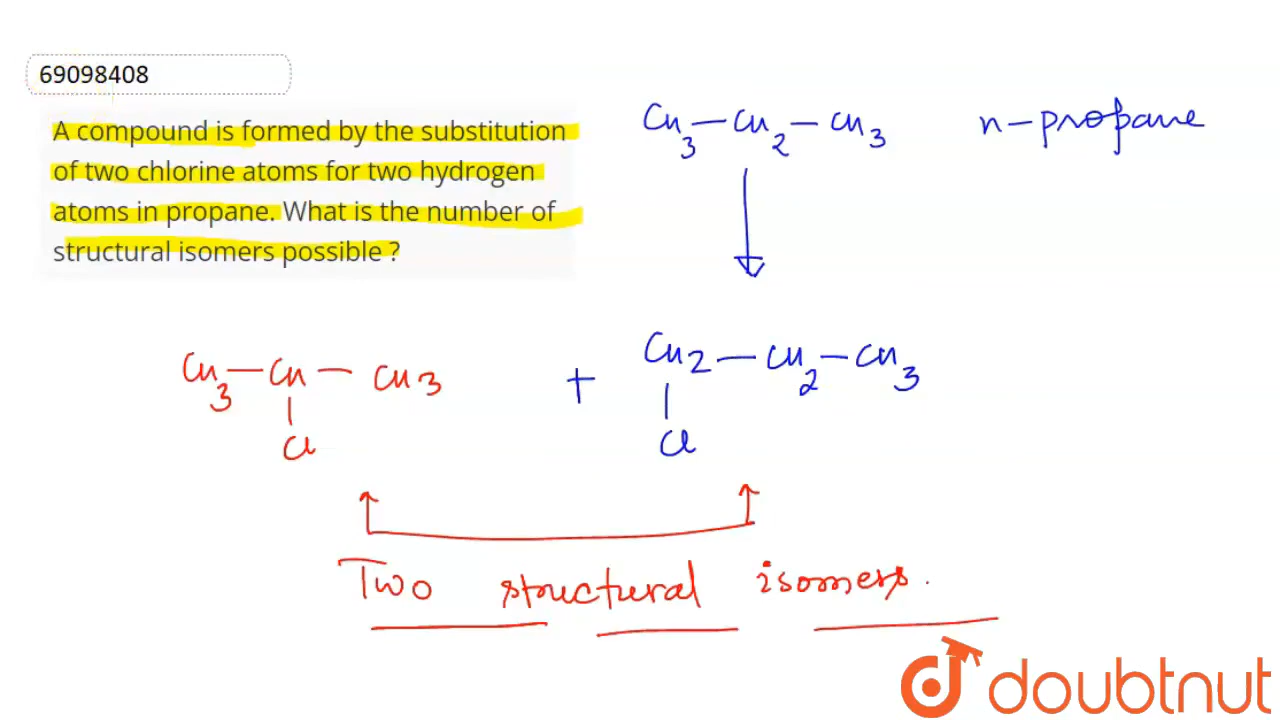 69098408
A compound is formed by the substitution
of two chlorine atoms for two hydrogen
atoms in propane. What is the number of
structural isomers possible ?
CH3 — CH2 — CH3 n-propane
CH3 — CH — CH3 + CH2 — CH2 — CH3
Cl Cl
Two structural isomers.
doubtnut